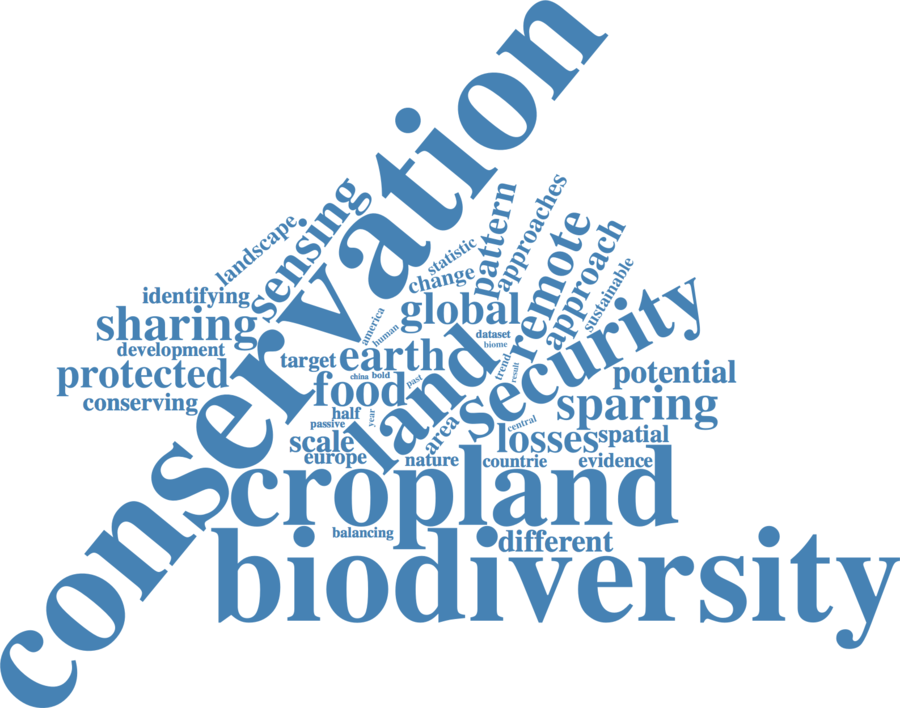 conservation
landscape
sensing
statistic
pattern
approaches
change
remote
approach
sustainable
identifying
sharing
development
protected
conserving
america
human
global
dataset
biome
security
target
earth
china
bold
past
land
trend
result
food
half
year
passive
scale
europe
area
central
potential
sparing
losses
spatial
nature
countrie
evidence
cropland
balancing
different
biodiversity